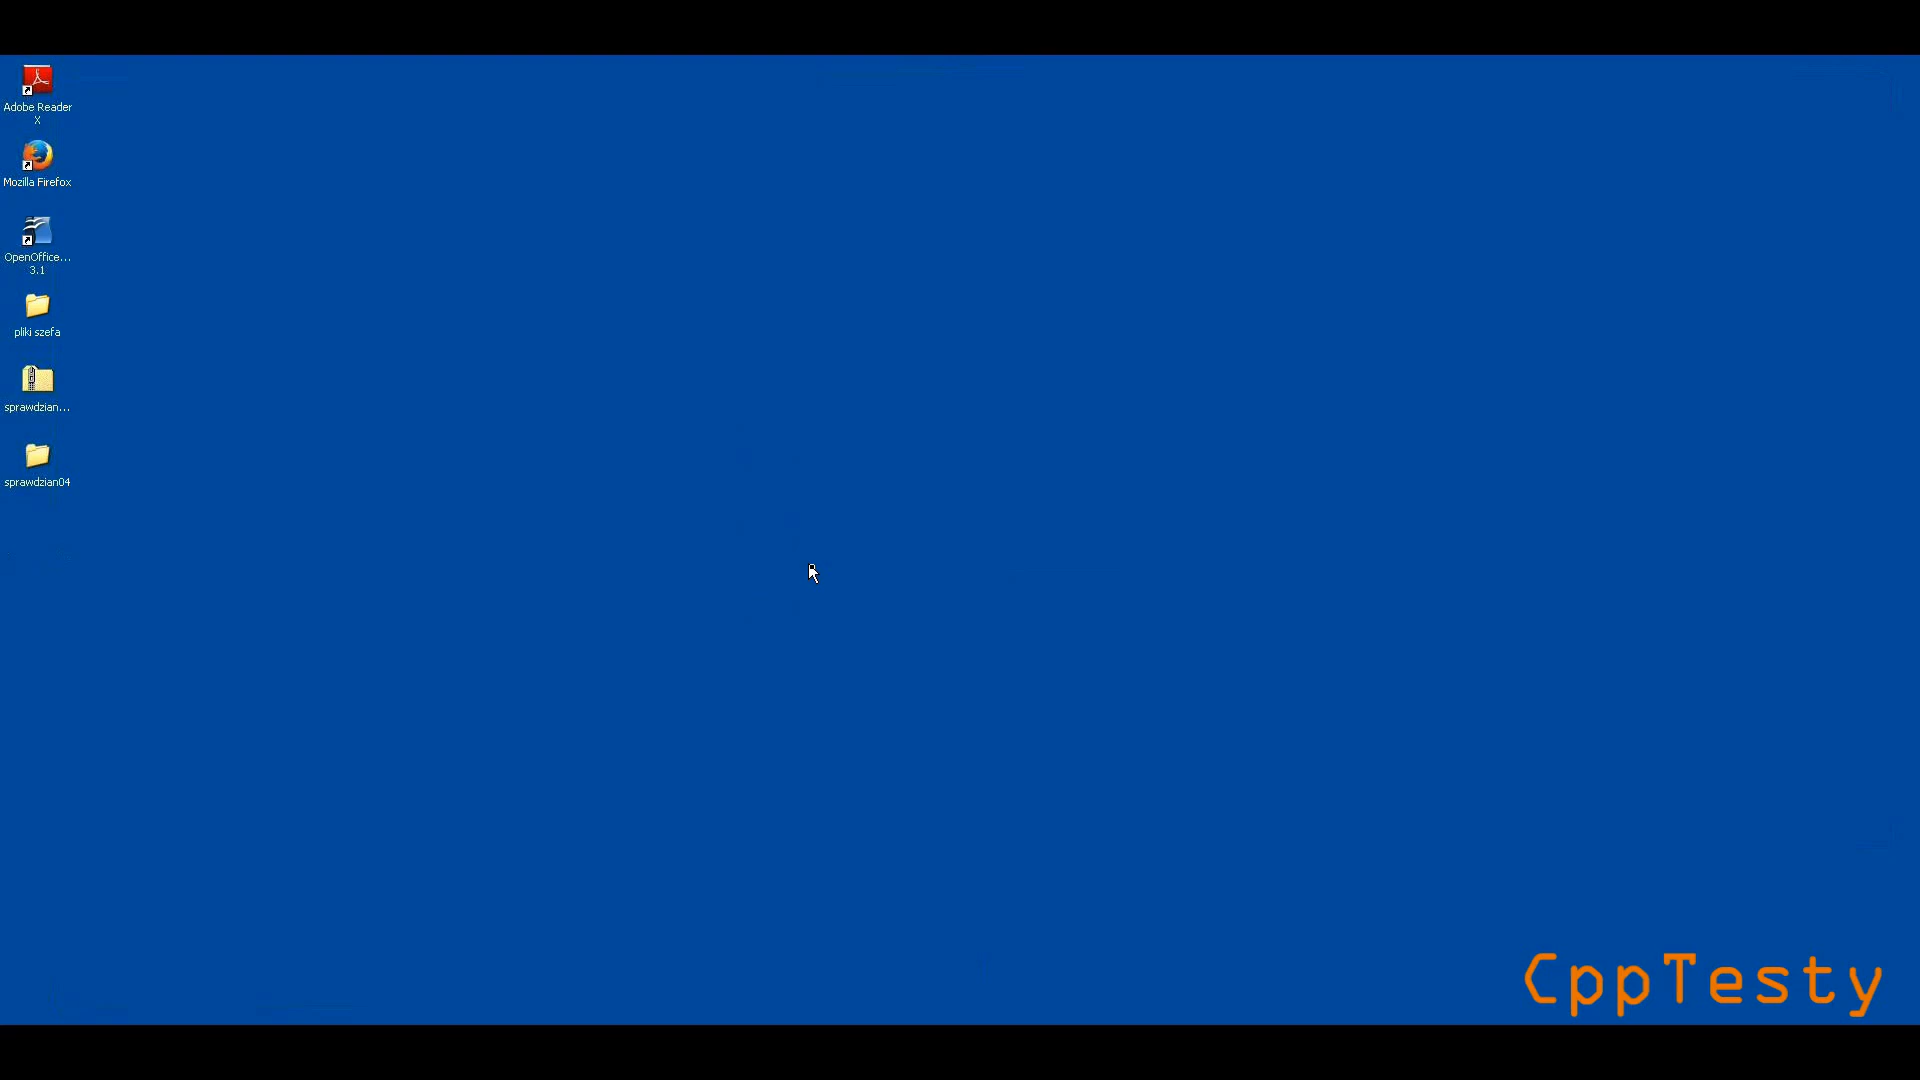 Adobe Reader
X
Mozilla Firefox
OpenOffice...
3.1
pliki szefa
sprawdzian...
sprawdzian04
CppTesty